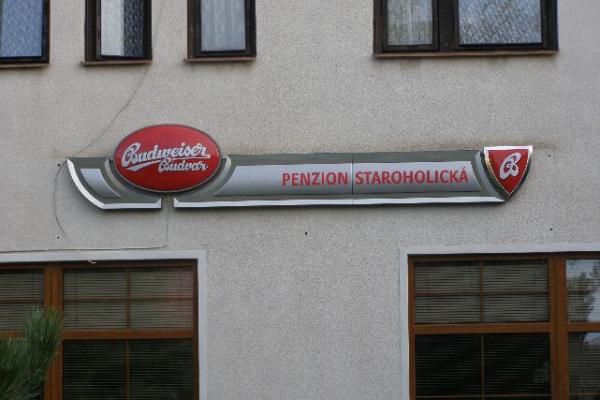 Budweiser
Budvar
PENZION STAROHOLICKÁ
B